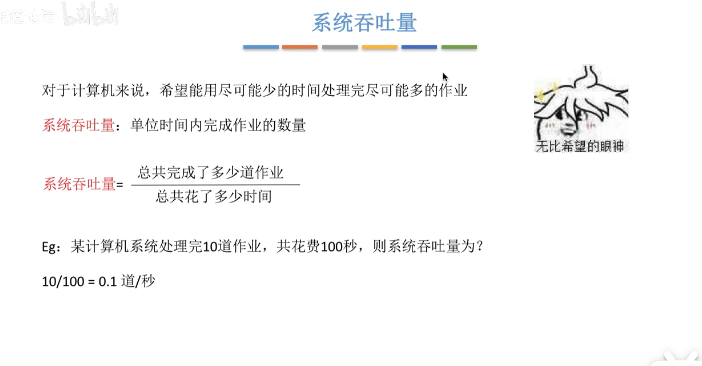 系统吞吐量
对于计算机来说，希望能用尽可能少的时间处理完尽可能多的作业
系统吞吐量：单位时间内完成作业的数量
无比希望的眼神
系统吞吐量= 总共完成了多少道作业
总共花了多少时间
Eg：某计算机系统处理完10道作业，共花费100秒，则系统吞吐量为？
10/100 = 0.1 道/秒